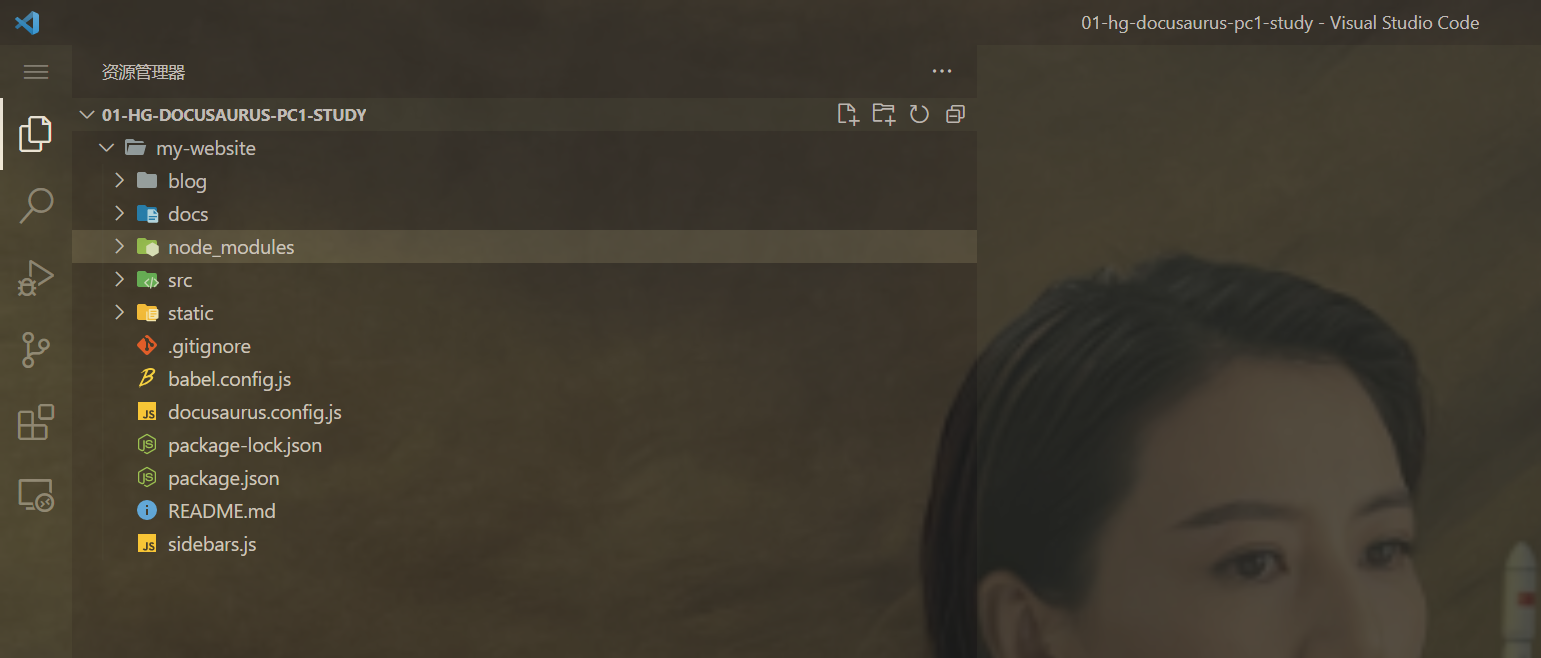 01-hg-docusaurus-pc1-study - Visual Studio Code
资源管理器
01-HG-DOCUSAURUS-PC1-STUDY
my-website
blog
docs
node_modules
src
static
.gitignore
babel.config.js
JS docusaurus.config.js
package-lock.json
package.json
README.md
JS sidebars.js